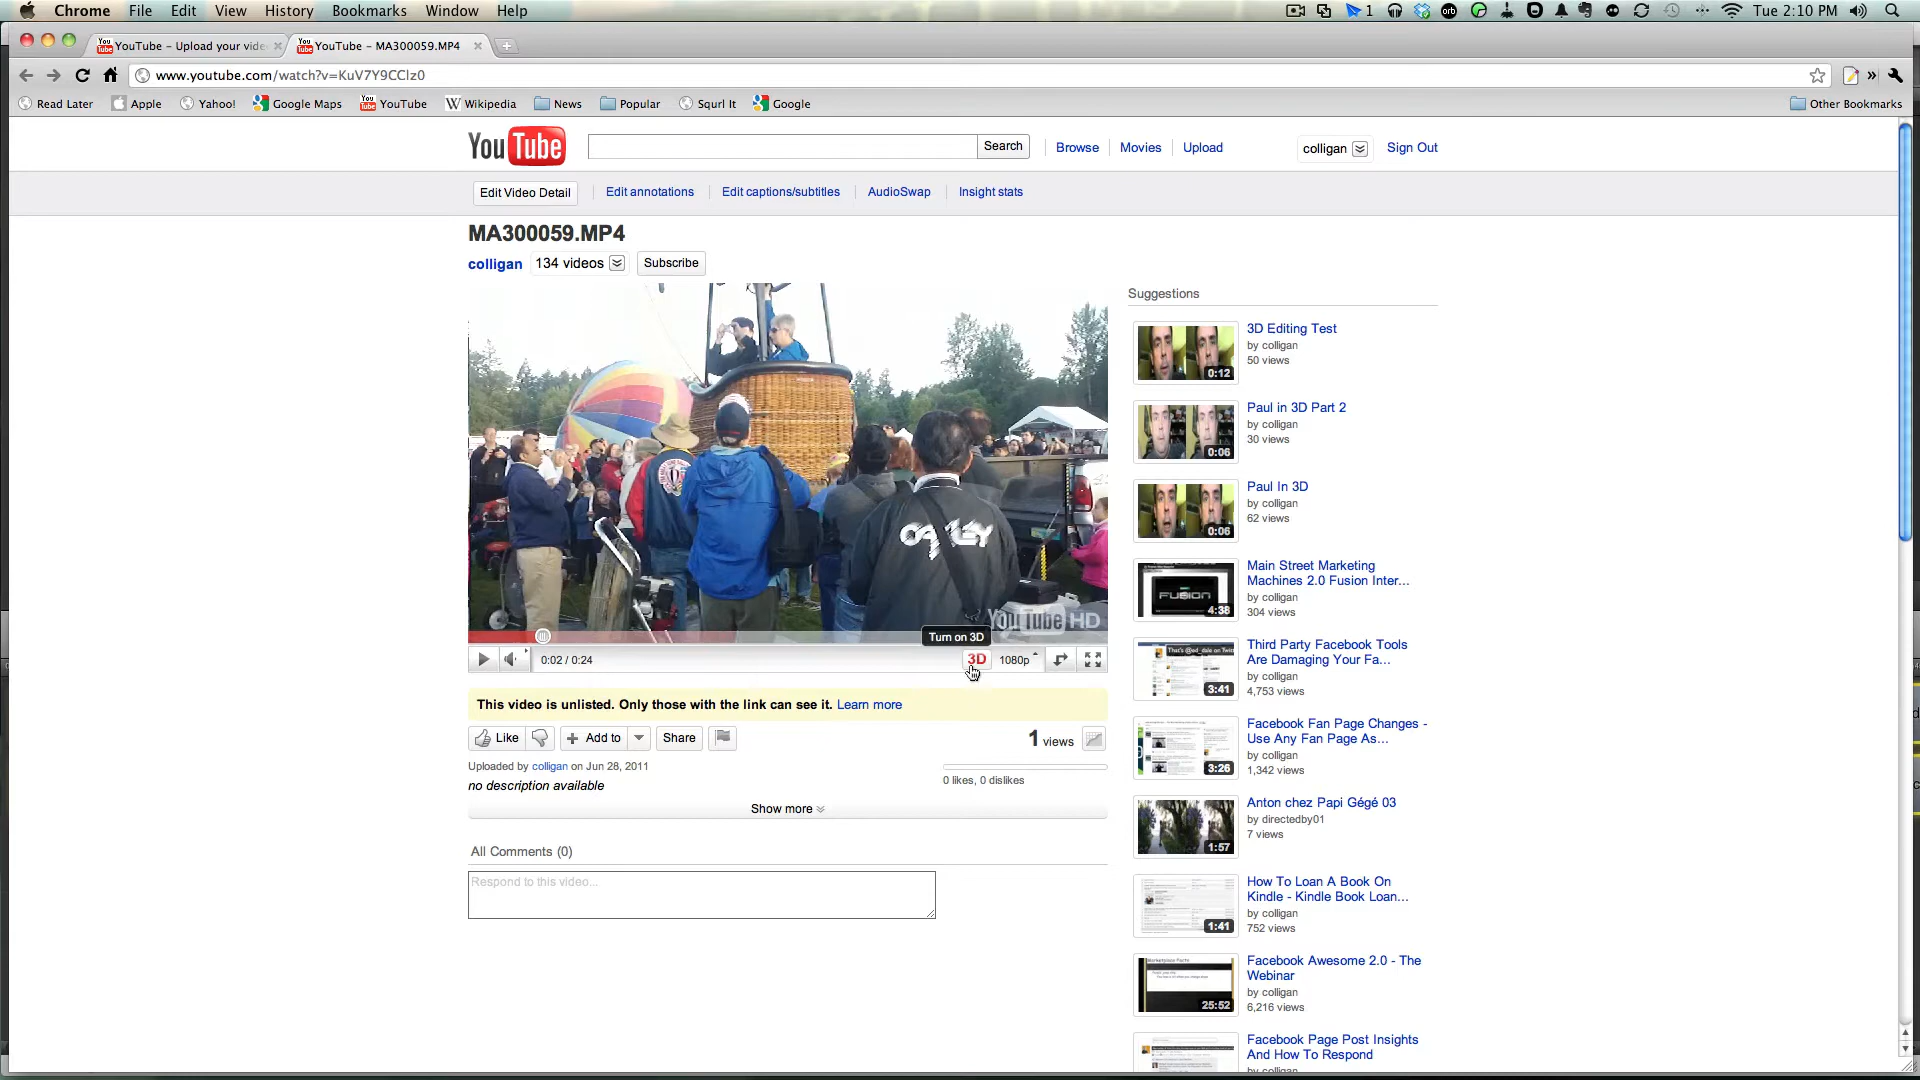 Chrome File Edit View History Bookmarks Window Help
1 Tue 2:10 PM
YouTube - Upload your vide
YouTube - MA300059.MP4
www.youtube.com/watch?v=KuV7Y9CClz0
Read Later Apple Yahoo! Google Maps YouTube Wikipedia News Popular Squrl It Google Other Bookmarks
YouTube Search Browse Movies Upload colligan Sign Out
Edit Video Detail Edit annotations Edit captions/subtitles AudioSwap Insight stats
MA300059.MP4
colligan 134 videos Subscribe
OAKLEY
YouTube HD
Turn on 3D
0:02 / 0:24 3D 1080p
This video is unlisted. Only those with the link can see it. Learn more
Like Add to Share 1 views
Uploaded by colligan on Jun 28, 2011
no description available
0 likes, 0 dislikes
Show more
All Comments (0)
Respond to this video...
Suggestions
3D Editing Test
by colligan
50 views
0:12
Paul in 3D Part 2
by colligan
30 views
0:06
Paul In 3D
by colligan
62 views
0:06
Main Street Marketing
Machines 2.0 Fusion Inter...
by colligan
304 views
FUSION
4:38
Third Party Facebook Tools
Are Damaging Your Fa...
by colligan
4,753 views
3:41
Facebook Fan Page Changes -
Use Any Fan Page As...
by colligan
1,342 views
3:26
Anton chez Papi Gégé 03
by directedby01
7 views
1:57
How To Loan A Book On
Kindle - Kindle Book Loan...
by colligan
752 views
1:41
Facebook Awesome 2.0 - The
Webinar
by colligan
6,216 views
25:52
Facebook Page Post Insights
And How To Respond
by colligan